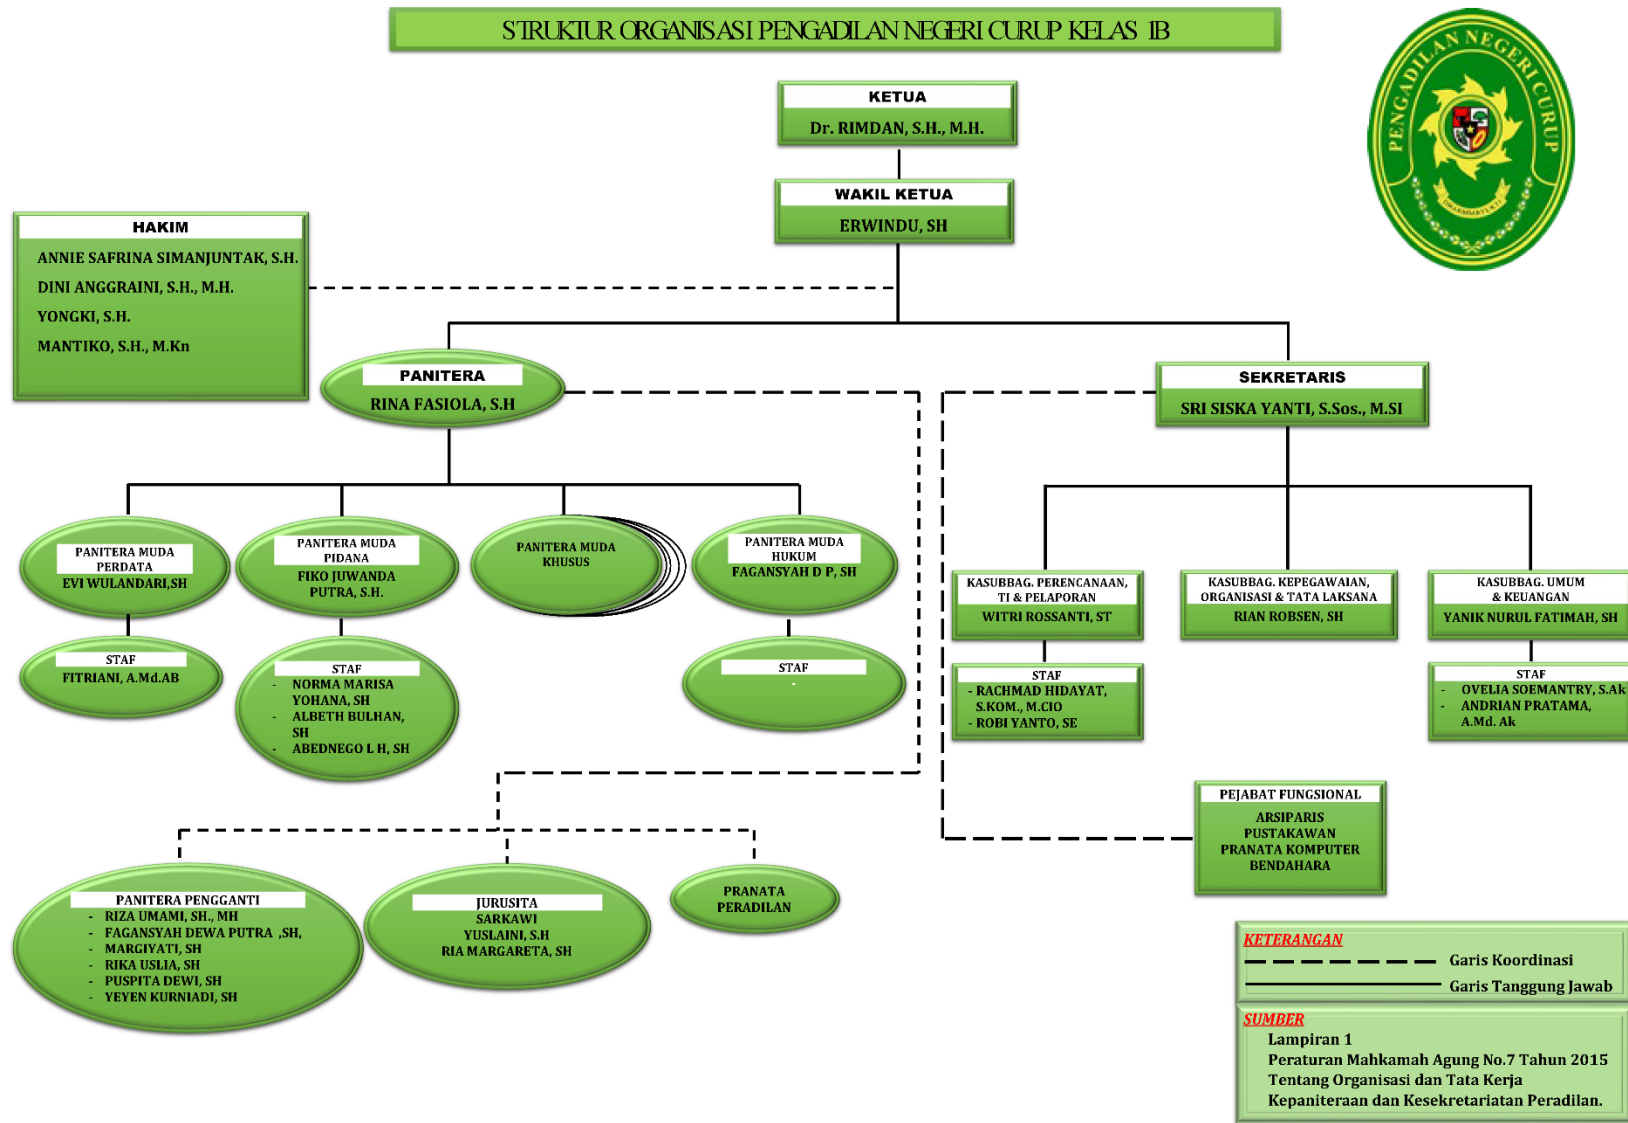 STRUKTUR ORGANISASI PENGADILAN NEGERI CURUP KELAS 1B
PENGADILAN NEGERI CURUP
DHARMMAYUKTI
KETUA
Dr. RIMDAN, S.H., M.H.
WAKIL KETUA
ERWINDU, SH
HAKIM
ANNIE SAFRINA SIMANJUNTAK, S.H.
DINI ANGGRAINI, S.H., M.H.
YONGKI, S.H.
MANTIKO, S.H., M.Kn
PANITERA
RINA FASIOLA, S.H
SEKRETARIS
SRI SISKA YANTI, S.Sos., M.SI
PANITERA MUDA
PERDATA
EVI WULANDARI,SH
PANITERA MUDA
PIDANA
FIKO JUWANDA
PUTRA, S.H.
PANITERA MUDA
KHUSUS
PANITERA MUDA
HUKUM
FAGANSYAH D P, SH
KASUBBAG. PERENCANAAN,
TI & PELAPORAN
WITRI ROSSANTI, ST
KASUBBAG. KEPEGAWAIAN,
ORGANISASI & TATA LAKSANA
RIAN ROBSEN, SH
KASUBBAG. UMUM
& KEUANGAN
YANIK NURUL FATIMAH, SH
STAF
FITRIANI, A.Md.AB
STAF
- NORMA MARISA
YOHANA, SH
- ALBETH BULHAN,
SH
- ABEDNEGO L H, SH
STAF
-
STAF
- RACHMAD HIDAYAT,
S.KOM., M.CIO
- ROBI YANTO, SE
STAF
- OVELIA SOEMANTRY, S.Ak
- ANDRIAN PRATAMA,
A.Md. Ak
PEJABAT FUNGSIONAL
ARSIPARIS
PUSTAKAWAN
PRANATA KOMPUTER
BENDAHARA
PANITERA PENGGANTI
- RIZA UMAMI, SH., MH
- FAGANSYAH DEWA PUTRA ,SH,
- MARGIYATI, SH
- RIKA USLIA, SH
- PUSPITA DEWI, SH
- YEYEN KURNIADI, SH
JURUSITA
SARKAWI
YUSLAINI, S.H
RIA MARGARETA, SH
PRANATA
PERADILAN
KETERANGAN
Garis Koordinasi
Garis Tanggung Jawab
SUMBER
Lampiran 1
Peraturan Mahkamah Agung No.7 Tahun 2015
Tentang Organisasi dan Tata Kerja
Kepaniteraan dan Kesekretariatan Peradilan.